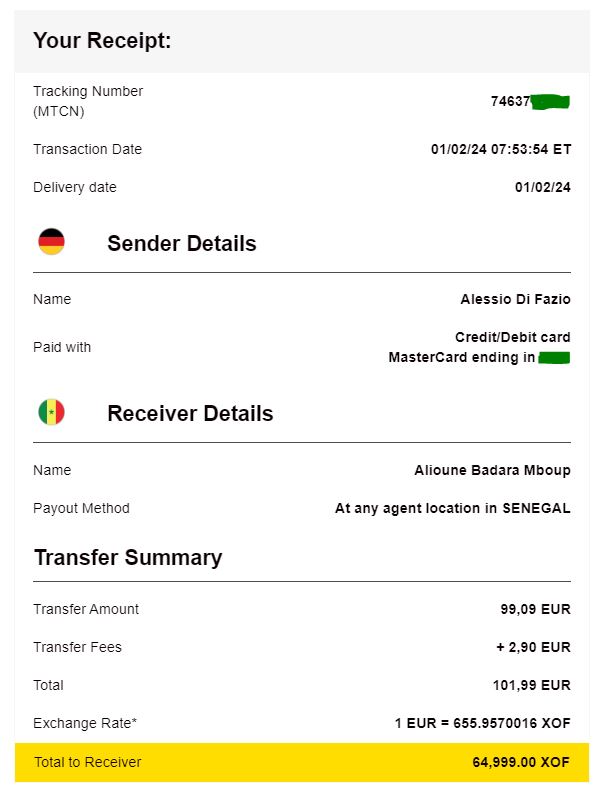 Your Receipt:
Tracking Number
(MTCN)
74637
Transaction Date 01/02/24 07:53:54 ET
Delivery date 01/02/24
Sender Details
Name Alessio Di Fazio
Paid with
Credit/Debit card
MasterCard ending in
Receiver Details
Name Alioune Badara Mboup
Payout Method At any agent location in SENEGAL
Transfer Summary
Transfer Amount 99,09 EUR
Transfer Fees + 2,90 EUR
Total 101,99 EUR
Exchange Rate* 1 EUR = 655.9570016 XOF
Total to Receiver 64,999.00 XOF